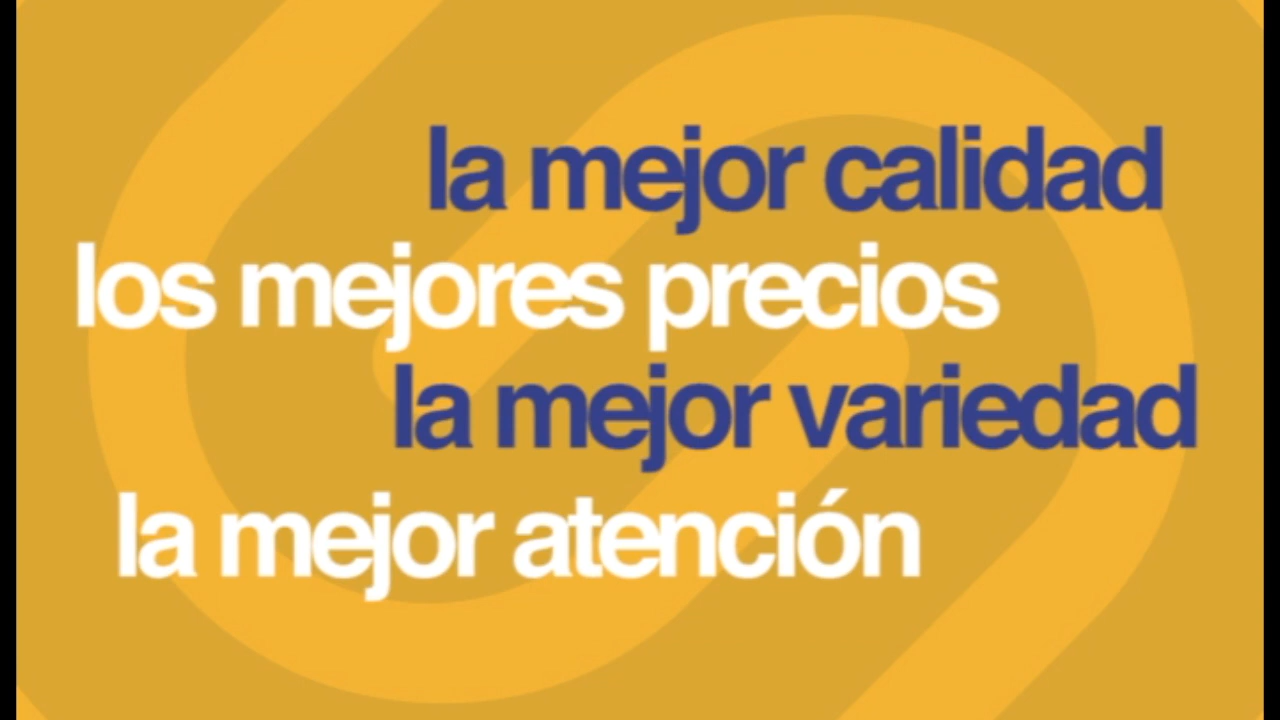 la mejor calidad
los mejores precios
la mejor variedad
la mejor atención